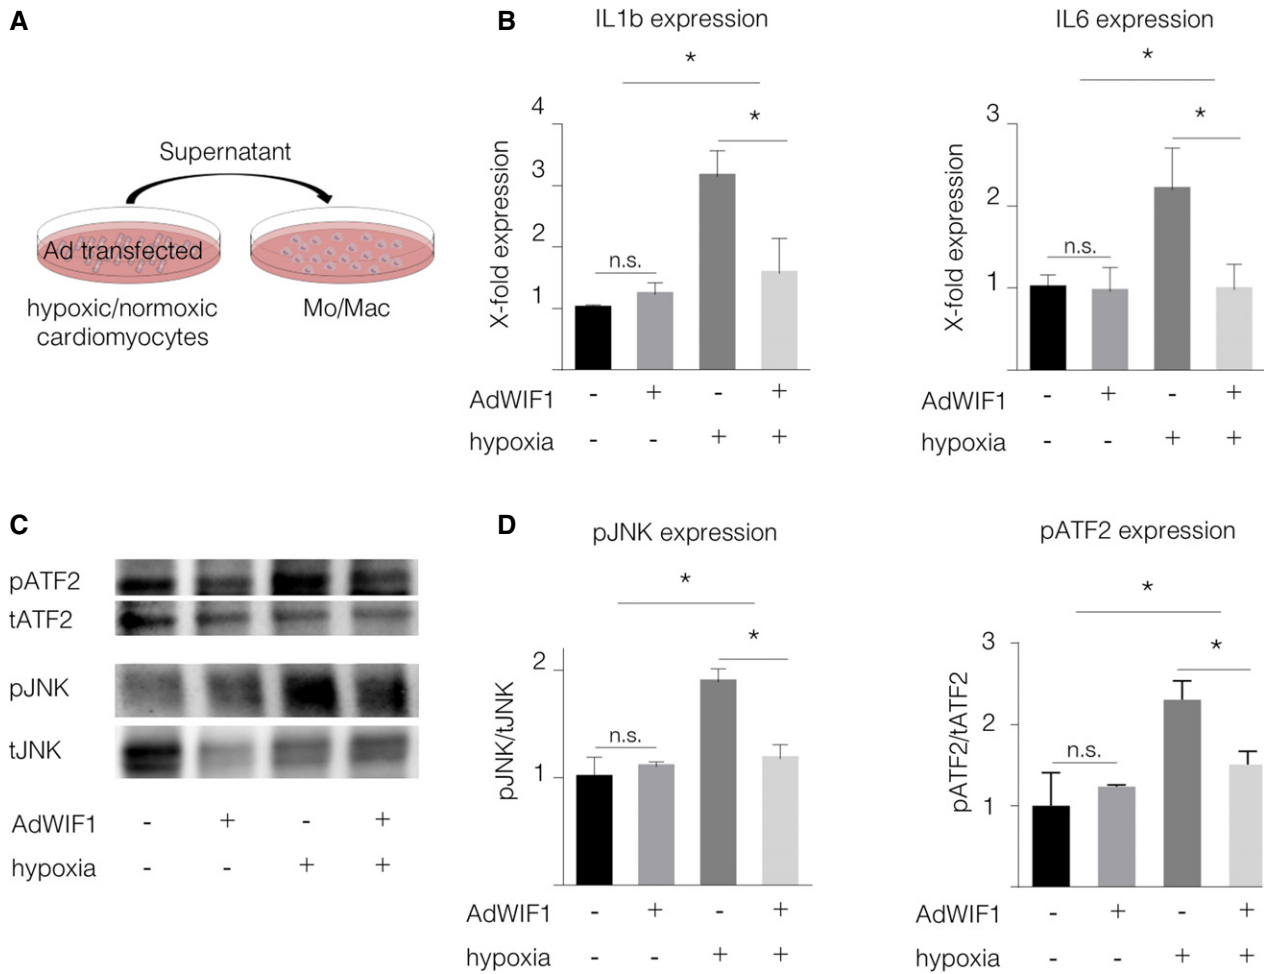 A
Supernatant
Ad transfected
hypoxic/normoxic
cardiomyocytes
Mo/Mac
B
IL1b expression
*
*
n.s.
X-fold expression
4
3
2
1
AdWIF1 - + - +
hypoxia - - + +
IL6 expression
*
*
n.s.
X-fold expression
3
2
1
AdWIF1 - + - +
hypoxia - - + +
C
pATF2
tATF2
pJNK
tJNK
AdWIF1 - + - +
hypoxia - - + +
D
pJNK expression
*
*
n.s.
pJNK/tJNK
2
1
AdWIF1 - + - +
hypoxia - - + +
pATF2 expression
*
*
n.s.
pATF2/tATF2
3
2
1
AdWIF1 - + - +
hypoxia - - + +